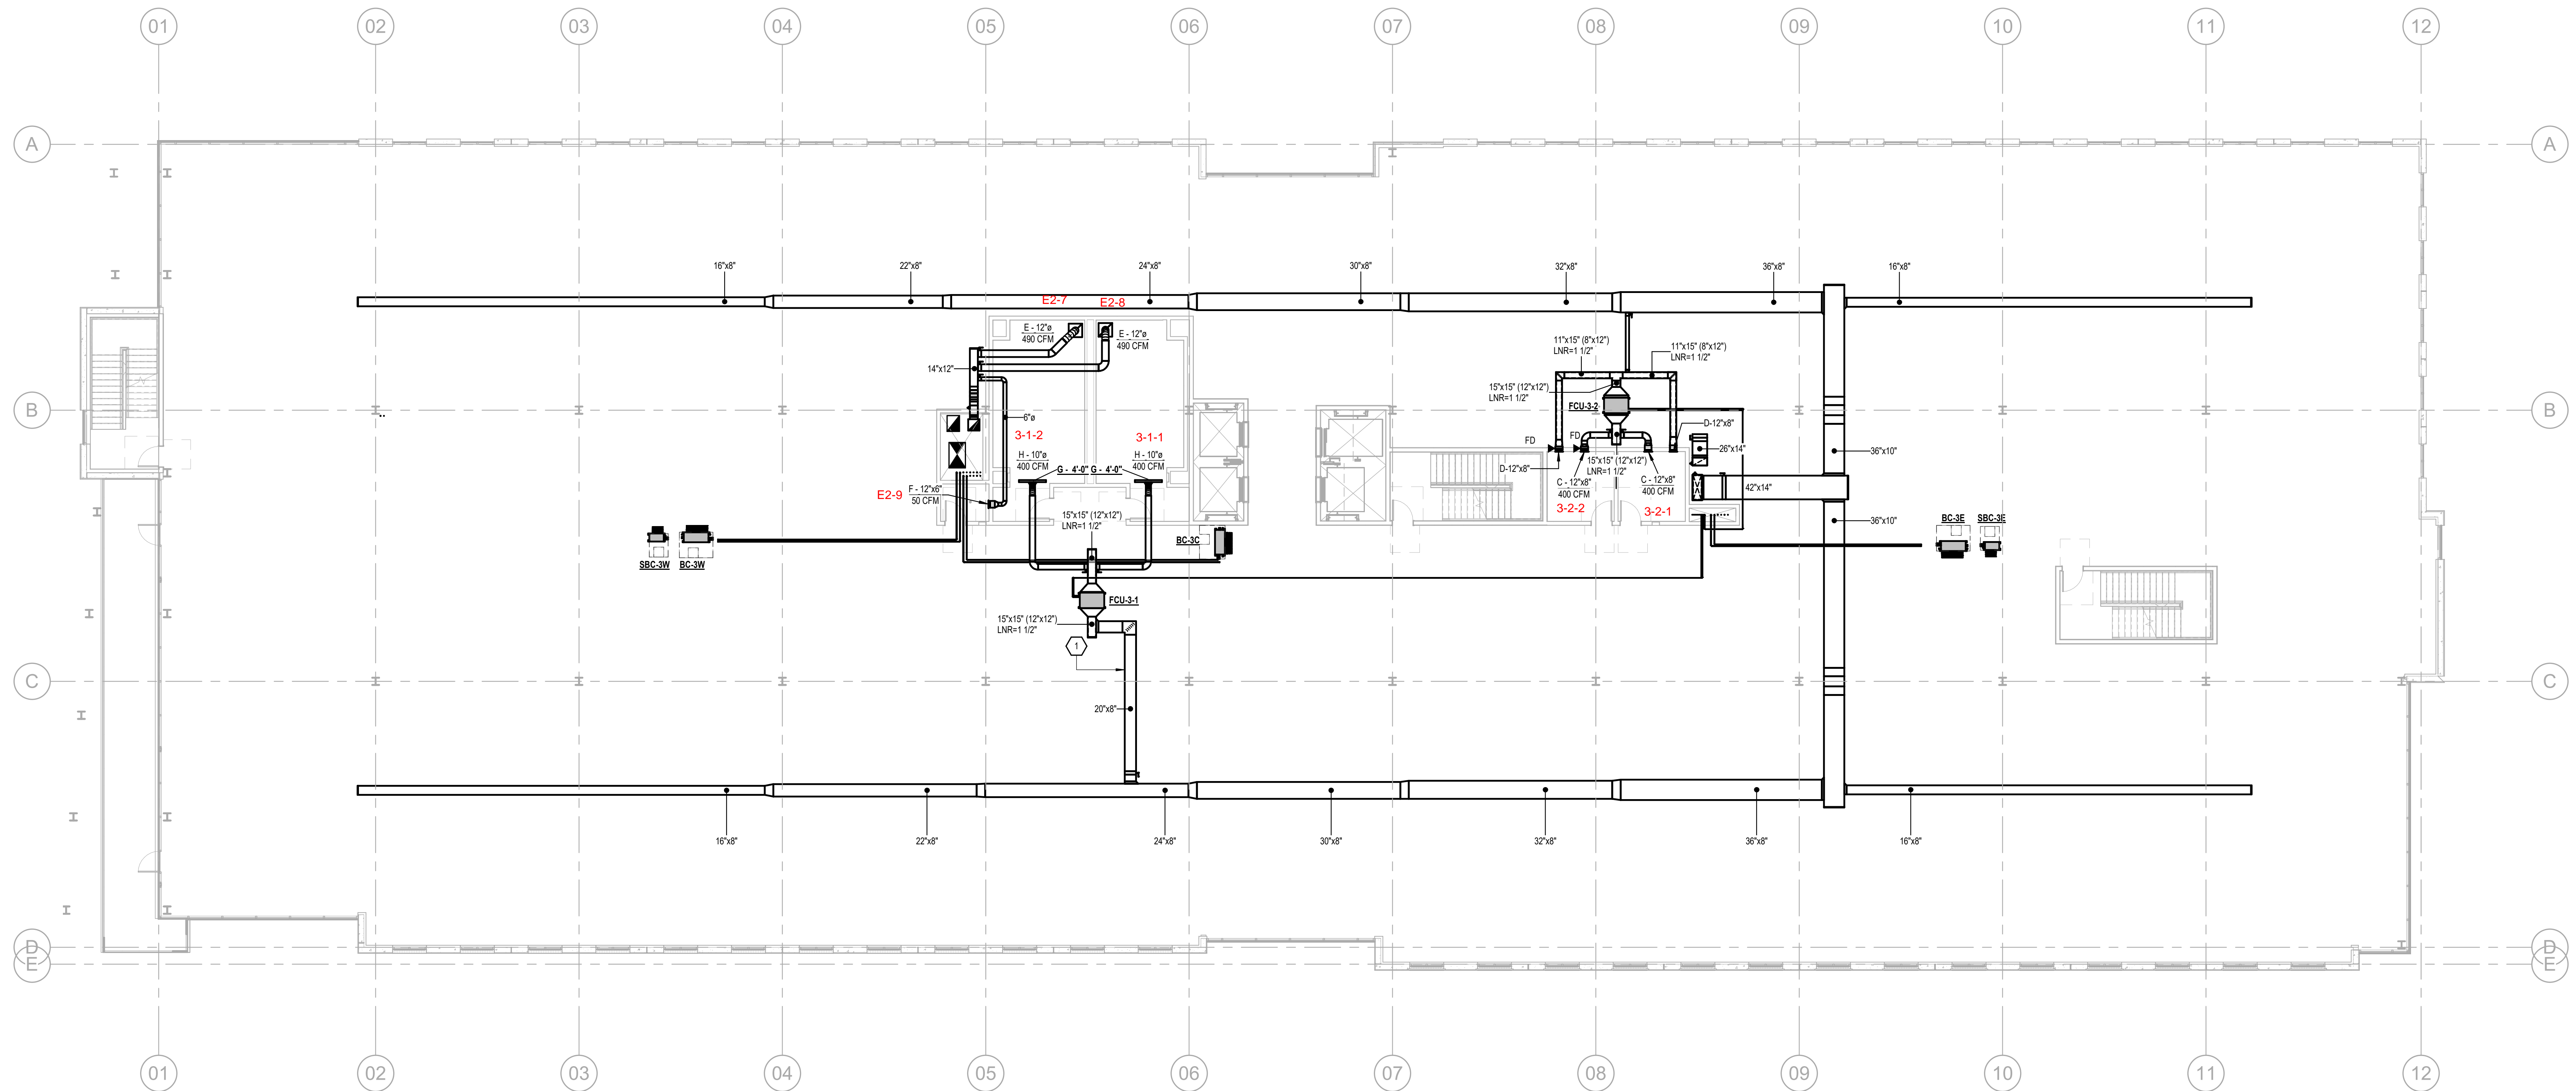 01 02 03 04 05 06 07 08 09 10 11 12
A A
16"x8" 22"x8" 24"x8" 30"x8" 32"x8" 36"x8" 16"x8"
E2-7 E2-8
E - 12"ø
490 CFM
E - 12"ø
490 CFM
14"x12"
11"x15" (8"x12")
LNR=1 1/2"
11"x15" (8"x12")
LNR=1 1/2"
15"x15" (12"x12")
LNR=1 1/2"
FCU-3-2
B B
6"ø
3-1-2
3-1-1
H - 10"ø
400 CFM
G - 4'-0" G - 4'-0"
H - 10"ø
400 CFM
FD
FD
D-12"x8"
26"x14"
36"x10"
D-12"x8"
15"x15" (12"x12")
LNR=1 1/2"
C - 12"x8"
400 CFM
3-2-2
C - 12"x8"
400 CFM
3-2-1
42"x14"
E2-9
F - 12"x6"
50 CFM
15"x15" (12"x12")
LNR=1 1/2"
36"x10"
BC-3C
BC-3E SBC-3E
SBC-3W BC-3W
FCU-3-1
15"x15" (12"x12")
LNR=1 1/2"
1
C C
20"x8"
16"x8" 22"x8" 24"x8" 30"x8" 32"x8" 36"x8" 16"x8"
D D
E E
01 02 03 04 05 06 07 08 09 10 11 12